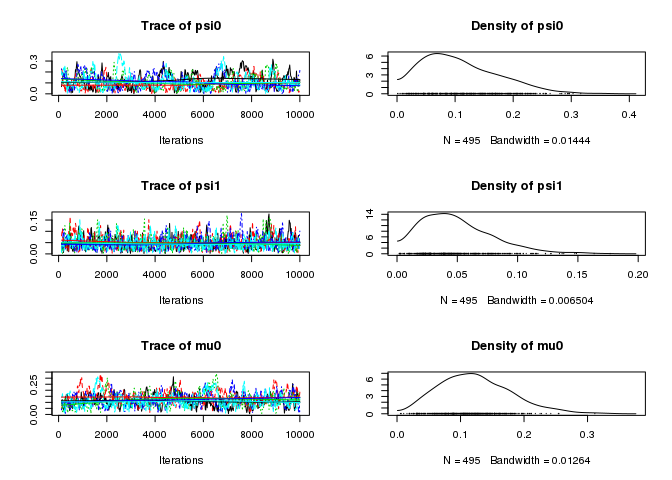 Trace of psi0
0.0 0.3
0 2000 4000 6000 8000 10000
Iterations
Density of psi0
0 3 6
0.0 0.1 0.2 0.3 0.4
N = 495 Bandwidth = 0.01444
Trace of psi1
0.00 0.15
0 2000 4000 6000 8000 10000
Iterations
Density of psi1
0 6 14
0.00 0.05 0.10 0.15 0.20
N = 495 Bandwidth = 0.006504
Trace of mu0
0.00 0.25
0 2000 4000 6000 8000 10000
Iterations
Density of mu0
0 3 6
0.0 0.1 0.2 0.3
N = 495 Bandwidth = 0.01264